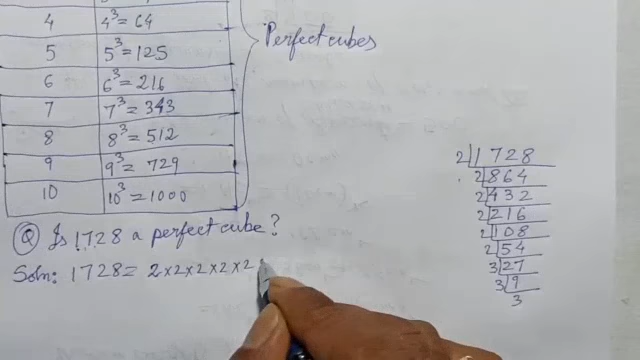 4 4³ = 64
5 5³ = 125
6 6³ = 216
7 7³ = 343
8 8³ = 512
9 9³ = 729
10 10³ = 1000
Perfect cubes
Q Is 1728 a perfect cube?
Soln: 1728 = 2×2×2×2×2
2 1728
2 864
2 432
2 216
2 108
2 54
3 27
3 9
3